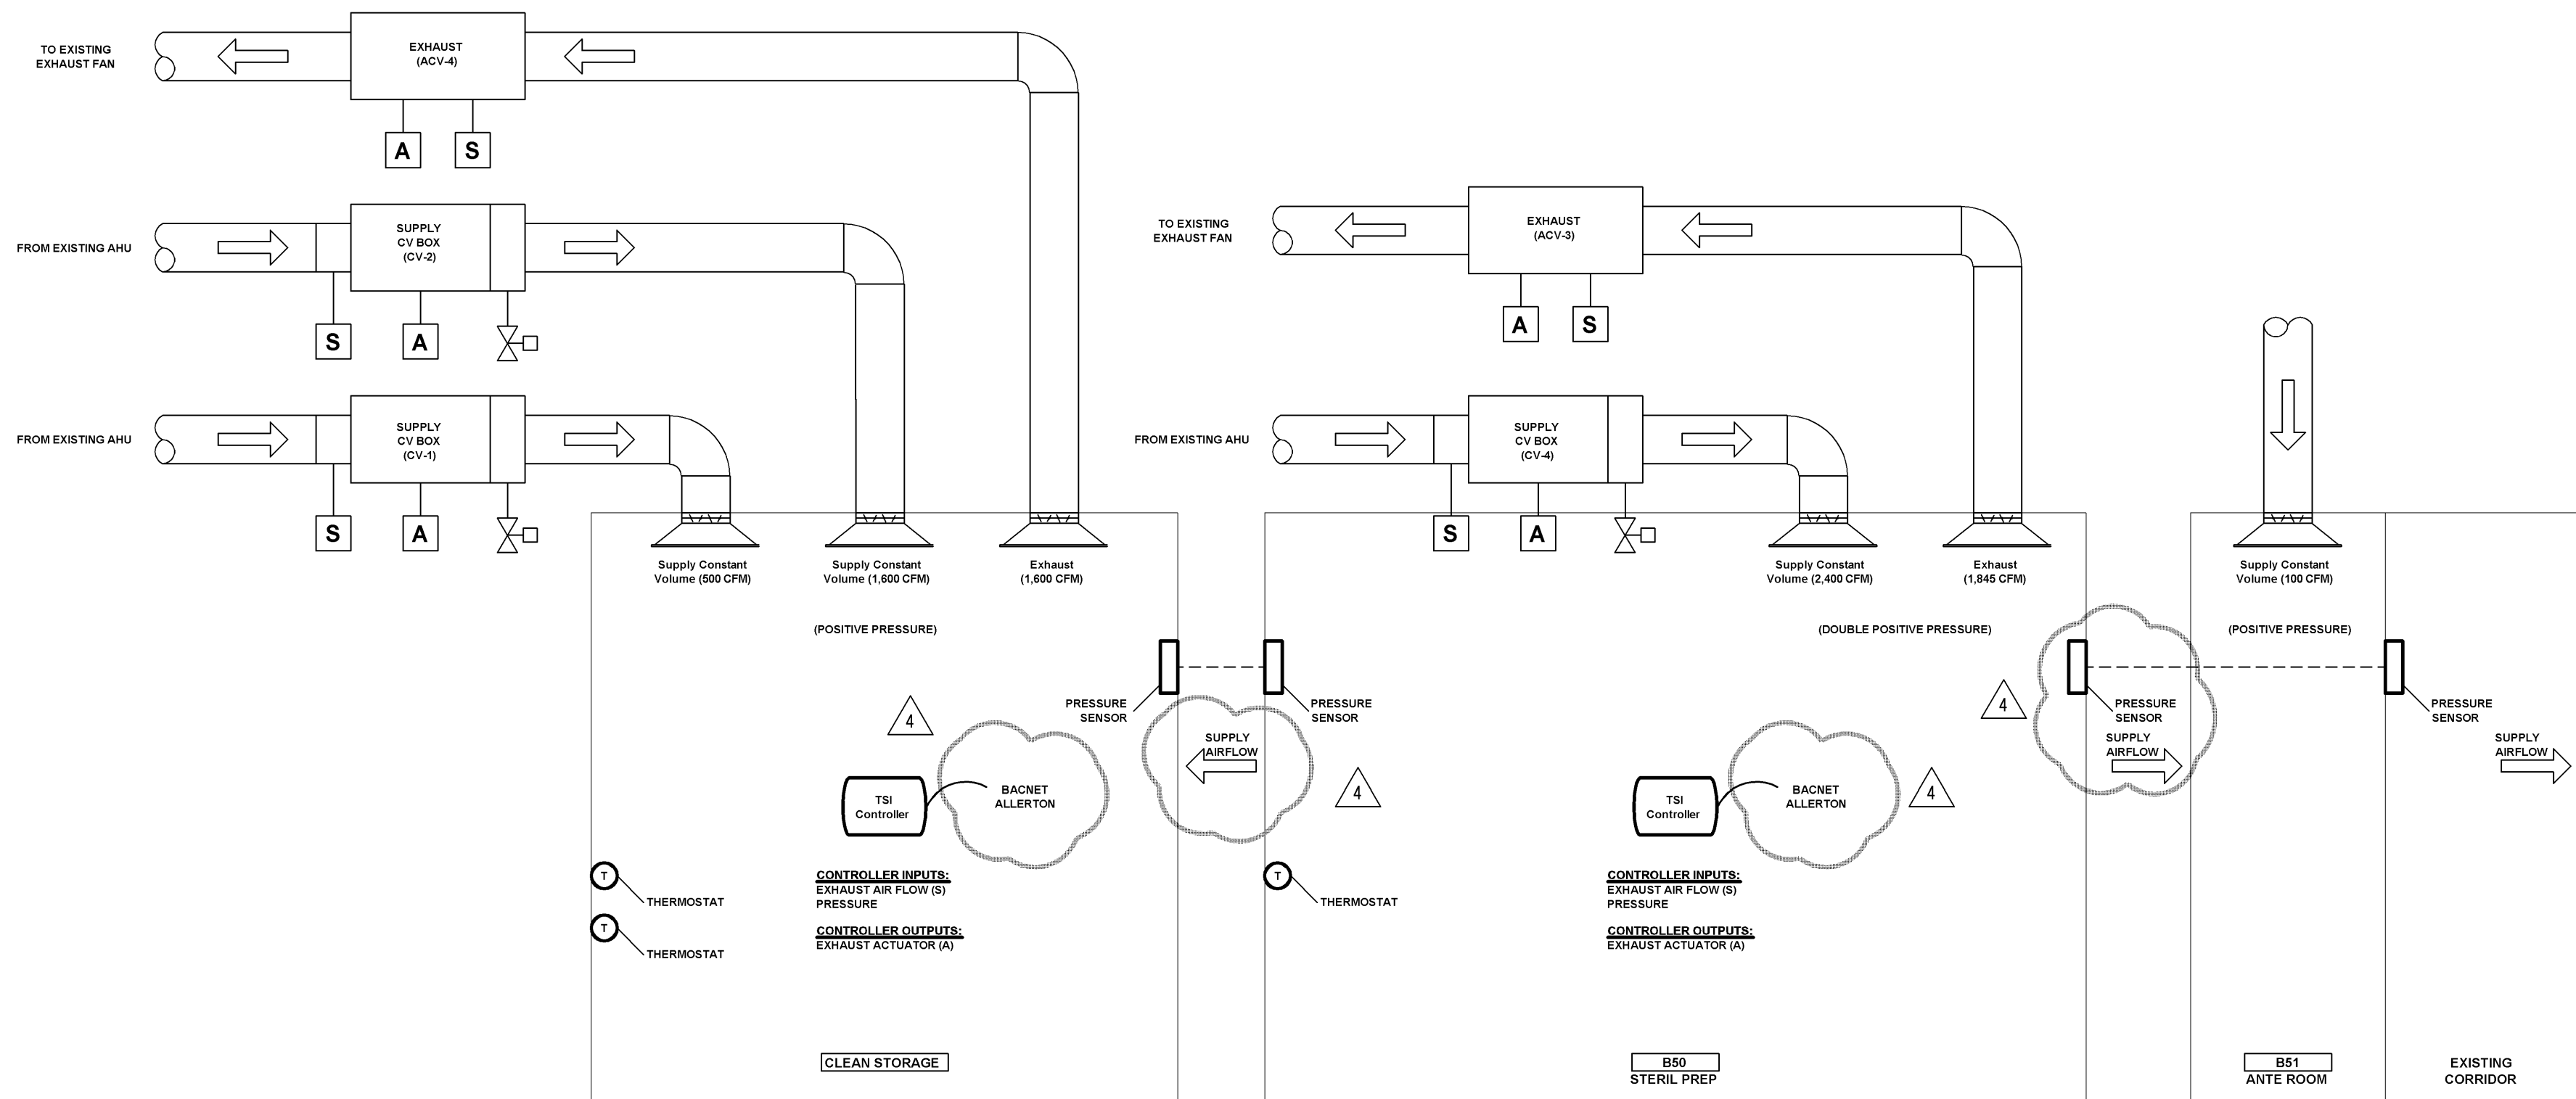 TO EXISTING
EXHAUST FAN
EXHAUST
(ACV-4)
A
S
FROM EXISTING AHU
SUPPLY
CV BOX
(CV-2)
S
A
FROM EXISTING AHU
SUPPLY
CV BOX
(CV-1)
S
A
Supply Constant
Volume (500 CFM)
Supply Constant
Volume (1,600 CFM)
Exhaust
(1,600 CFM)
(POSITIVE PRESSURE)
PRESSURE
SENSOR
4
TSI
Controller
BACNET
ALLERTON
SUPPLY
AIRFLOW
T
THERMOSTAT
T
THERMOSTAT
CONTROLLER INPUTS:
EXHAUST AIR FLOW (S)
PRESSURE
CONTROLLER OUTPUTS:
EXHAUST ACTUATOR (A)
CLEAN STORAGE
TO EXISTING
EXHAUST FAN
EXHAUST
(ACV-3)
A
S
FROM EXISTING AHU
SUPPLY
CV BOX
(CV-4)
S
A
Supply Constant
Volume (2,400 CFM)
Exhaust
(1,845 CFM)
(DOUBLE POSITIVE PRESSURE)
PRESSURE
SENSOR
4
T
THERMOSTAT
TSI
Controller
BACNET
ALLERTON
4
CONTROLLER INPUTS:
EXHAUST AIR FLOW (S)
PRESSURE
CONTROLLER OUTPUTS:
EXHAUST ACTUATOR (A)
B50
STERIL PREP
4
PRESSURE
SENSOR
SUPPLY
AIRFLOW
Supply Constant
Volume (100 CFM)
(POSITIVE PRESSURE)
B51
ANTE ROOM
PRESSURE
SENSOR
SUPPLY
AIRFLOW
EXISTING
CORRIDOR